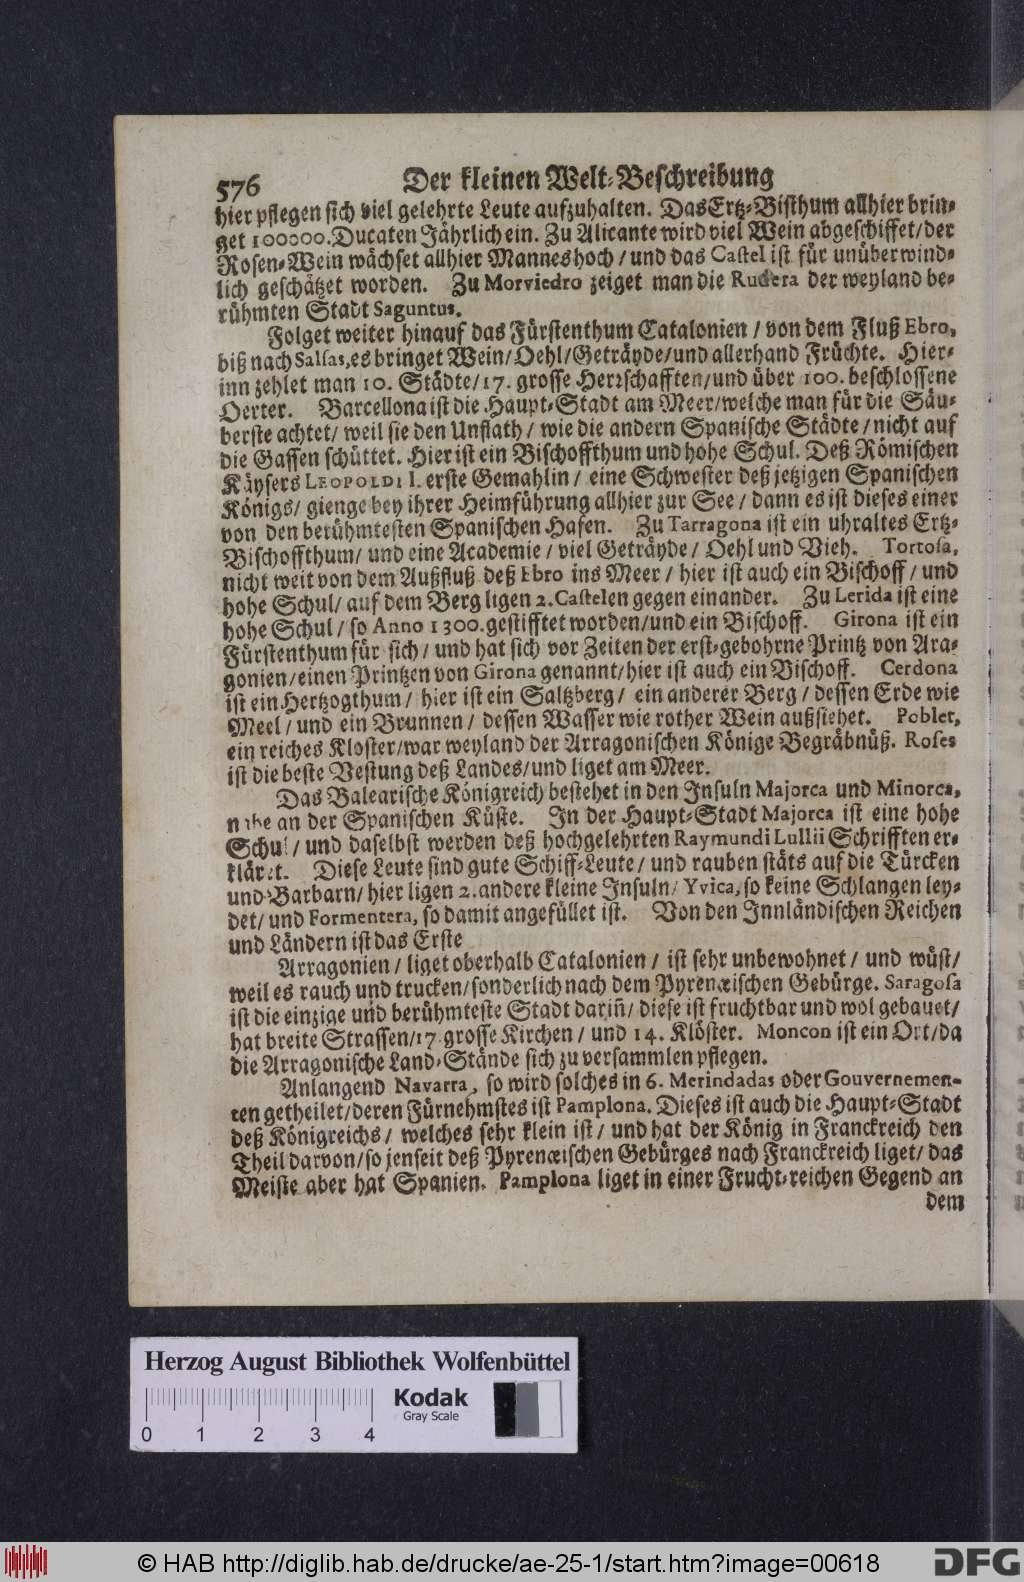 576 Der kleinen Welt-Beschreibung
hier pflegen sich viel gelehrte Leute aufzuhalten. Das Ertz-Bisthum allhier brin-
get 100000. Ducaten Jährlich ein. Zu Alicante wird viel Wein abgeschiffet/ der
Rosen-Wein wächset allhier Mannes hoch / und das Castel ist für unüberwind-
lich geschätzet worden. Zu Morviedro zeiget man die Rudera der weyland be-
rühmten Stadt Saguntus.
Folget weiter hinauf das Fürstenthum Catalonien / von dem Fluß Ebro,
biß nach Salsas, es bringet Wein/ Oehl/ Geträyde/ und allerhand Früchte. Hier-
inn zehlet man 10. Städte/ 17. grosse Herrschafften/ und über 100. beschlossene
Oerter. Barcellona ist die Haupt-Stadt am Meer/ welche man für die Säu-
berste achtet/ weil sie den Unflath / wie die andern Spanische Städte / nicht auf
die Gassen schüttet. Hier ist ein Bischoffthum und hohe Schul. Deß Römischen
Käysers LEOPOLDI I. erste Gemahlin / eine Schwester deß jetzigen Spanischen
Königs/ gienge bey ihrer Heimführung allhier zur See / dann es ist dieses einer
von den berühmtesten Spanischen Hafen. Zu Tarragona ist ein uhraltes Ertz-
Bischoffthum/ und eine Academie / viel Geträyde / Oehl und Vieh. Tortosa,
nicht weit von dem Außfluß deß Ebro ins Meer / hier ist auch ein Bischoff / und
hohe Schul/ auf dem Berg ligen 2. Castelen gegen einander. Zu Lerida ist eine
hohe Schul / so Anno 1300. gestifftet worden/ und ein Bischoff. Girona ist ein
Fürstenthum für sich / und hat sich vor Zeiten der erst-gebohrne Printz von Ara-
gonien/ einen Printzen von Girona genannt/ hier ist auch ein Bischoff. Cerdona
ist ein Hertzogthum / hier ist ein Saltzberg / ein anderer Berg / dessen Erde wie
Meel / und ein Brunnen / dessen Wasser wie rother Wein außsiehet. Poblet,
ein reiches Kloster/ war weyland der Arragonischen Könige Begräbnüß. Roses
ist die beste Vestung deß Landes/ und liget am Meer.
Das Balearische Königreich bestehet in den Insuln Majorca und Minorca,
nahe an der Spanischen Küste. In der Haupt-Stadt Majorca ist eine hohe
Schul / und daselbst werden deß hochgelehrten Raymundi Lullii Schrifften er-
kläret. Diese Leute sind gute Schiff-Leute / und rauben stäts auf die Türcken
und Barbarn/ hier ligen 2. andere kleine Insuln/ Yvica, so keine Schlangen ley-
det/ und Formentera, so damit angefüllet ist. Von den Innländischen Reichen
und Ländern ist das Erste
Arragonien / liget oberhalb Catalonien / ist sehr unbewohnet / und wüst/
weil es rauch und trucken/ sonderlich nach dem Pyrenæischen Gebürge. Saragosa
ist die einzige und berühmteste Stadt darin̄ / diese ist fruchtbar und wol gebauet/
hat breite Strassen/ 17. grosse Kirchen / und 14. Klöster. Moncon ist ein Ort/ da
die Arragonische Land-Stände sich zu versammlen pflegen.
Anlangend Navarra, so wird solches in 6. Merindadas oder Gouvernemen-
ten getheilet/ deren Fürnehmstes ist Pamplona. Dieses ist auch die Haupt-Stadt
deß Königreichs / welches sehr klein ist / und hat der König in Franckreich den
Theil darvon/ so jenseit deß Pyrenæischen Gebürges nach Franckreich liget/ das
Meiste aber hat Spanien. Pamplona liget in einer Frucht-reichen Gegend an
dem
Herzog August Bibliothek Wolfenbüttel
Kodak
Gray Scale
0 1 2 3 4
© HAB http://diglib.hab.de/drucke/ae-25-1/start.htm?image=00618
DFG